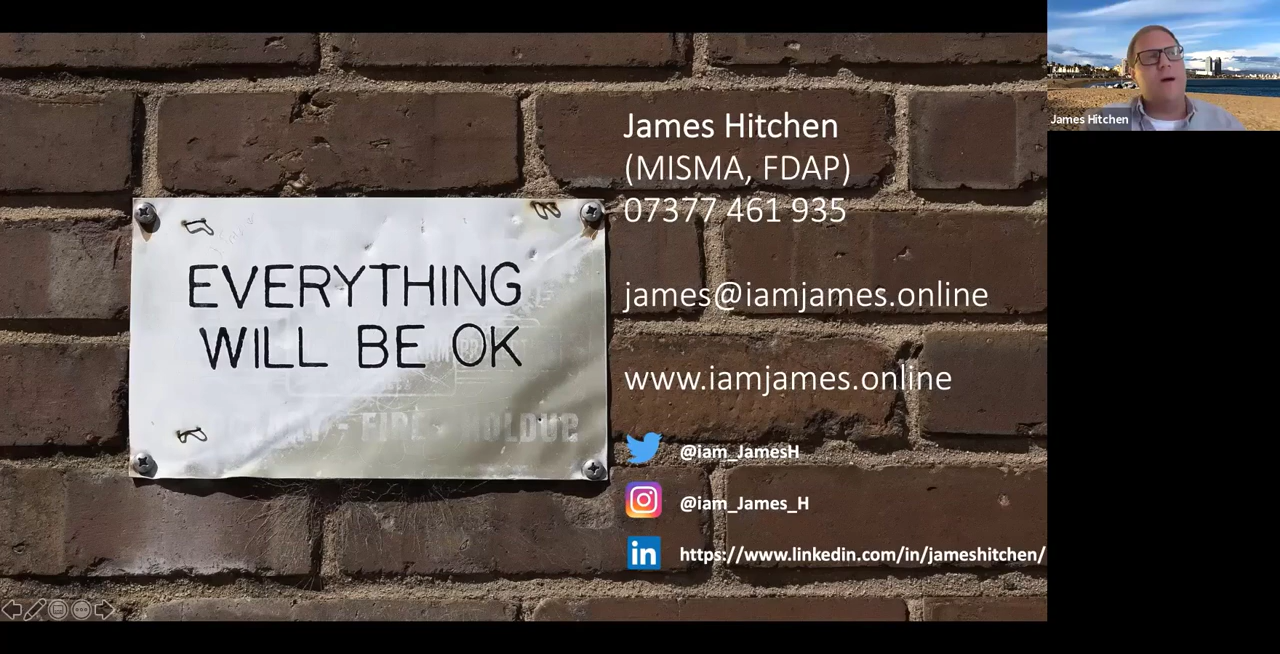 EVERYTHING
WILL BE OK
James Hitchen
(MISMA, FDAP)
07377 461 935
james@iamjames.online
www.iamjames.online
@iam_JamesH
@iam_James_H
in
https://www.linkedin.com/in/jameshitchen/
James Hitchen